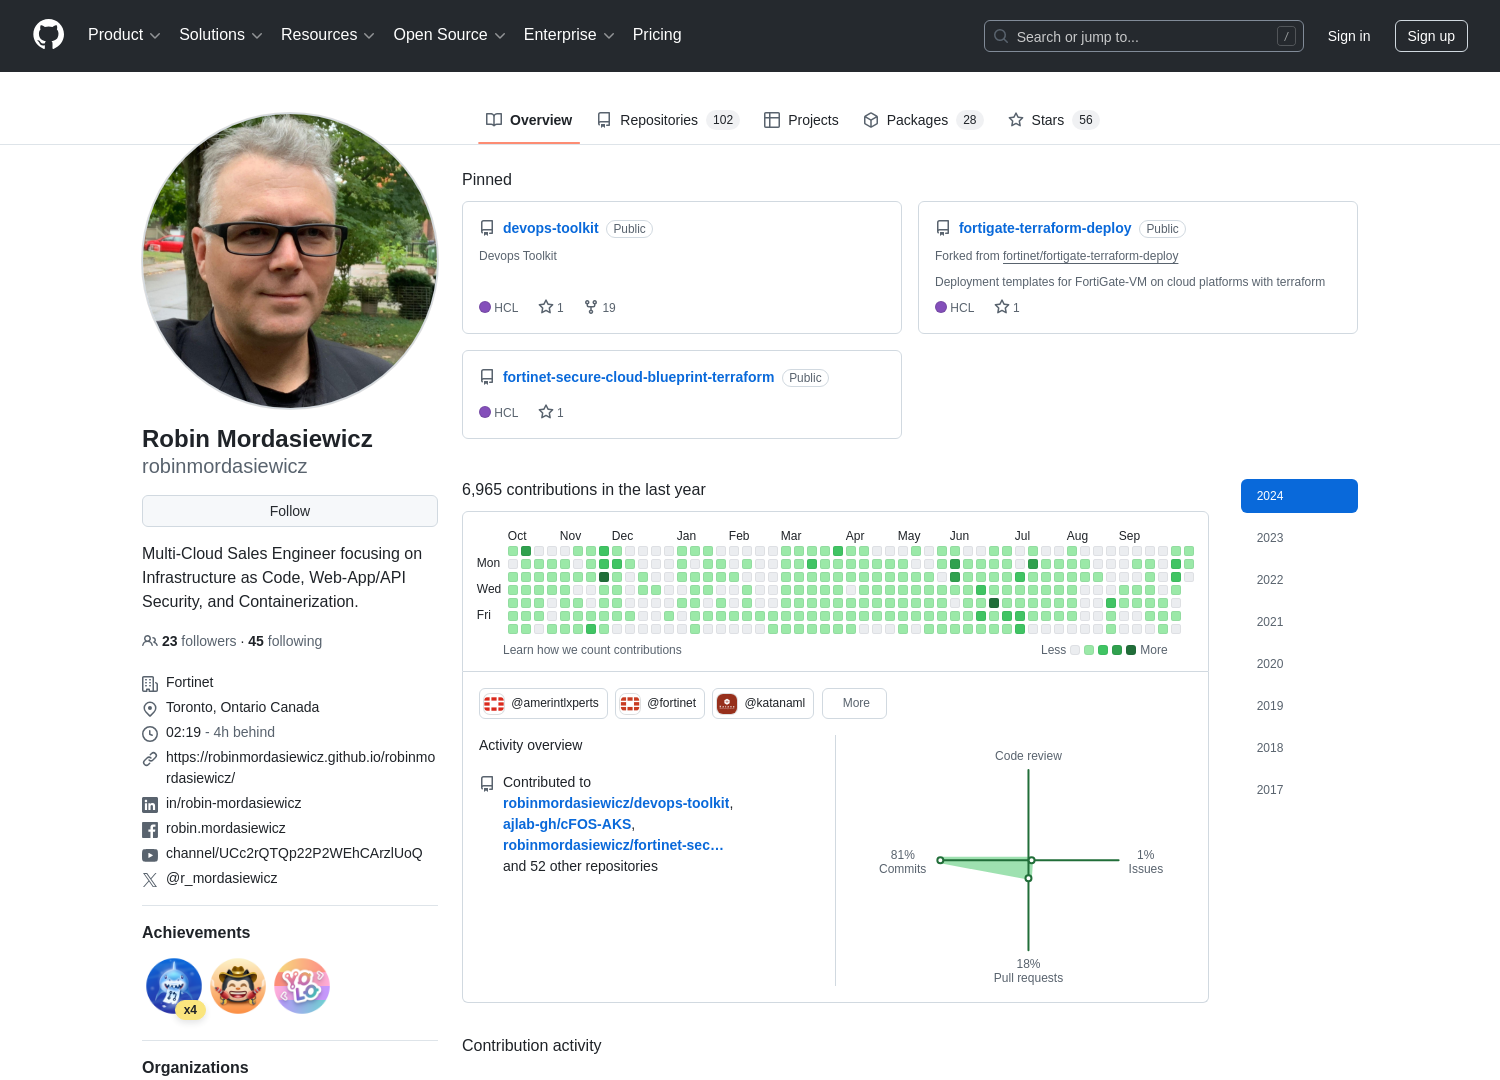 Product Solutions Resources Open Source Enterprise Pricing Search or jump to... / Sign in Sign up
Overview Repositories 102 Projects Packages 28 Stars 56
Robin Mordasiewicz
robinmordasiewicz
Follow
Multi-Cloud Sales Engineer focusing on
Infrastructure as Code, Web-App/API
Security, and Containerization.
23 followers · 45 following
Fortinet
Toronto, Ontario Canada
02:19 - 4h behind
https://robinmordasiewicz.github.io/robinmo
rdasiewicz/
in/robin-mordasiewicz
robin.mordasiewicz
channel/UCc2rQTQp22P2WEhCArzlUoQ
@r_mordasiewicz
Achievements
x4
YOLO
Organizations
Pinned
devops-toolkit Public
Devops Toolkit
HCL 1 19
fortigate-terraform-deploy Public
Forked from fortinet/fortigate-terraform-deploy
Deployment templates for FortiGate-VM on cloud platforms with terraform
HCL 1
fortinet-secure-cloud-blueprint-terraform Public
HCL 1
6,965 contributions in the last year
Oct Nov Dec Jan Feb Mar Apr May Jun Jul Aug Sep
Mon
Wed
Fri
Learn how we count contributions
Less More
@amerintlxperts @fortinet @katanaml More
Activity overview
Contributed to
robinmordasiewicz/devops-toolkit,
ajlab-gh/cFOS-AKS,
robinmordasiewicz/fortinet-sec…
and 52 other repositories
Code review
81%
Commits
1%
Issues
18%
Pull requests
2024
2023
2022
2021
2020
2019
2018
2017
Contribution activity